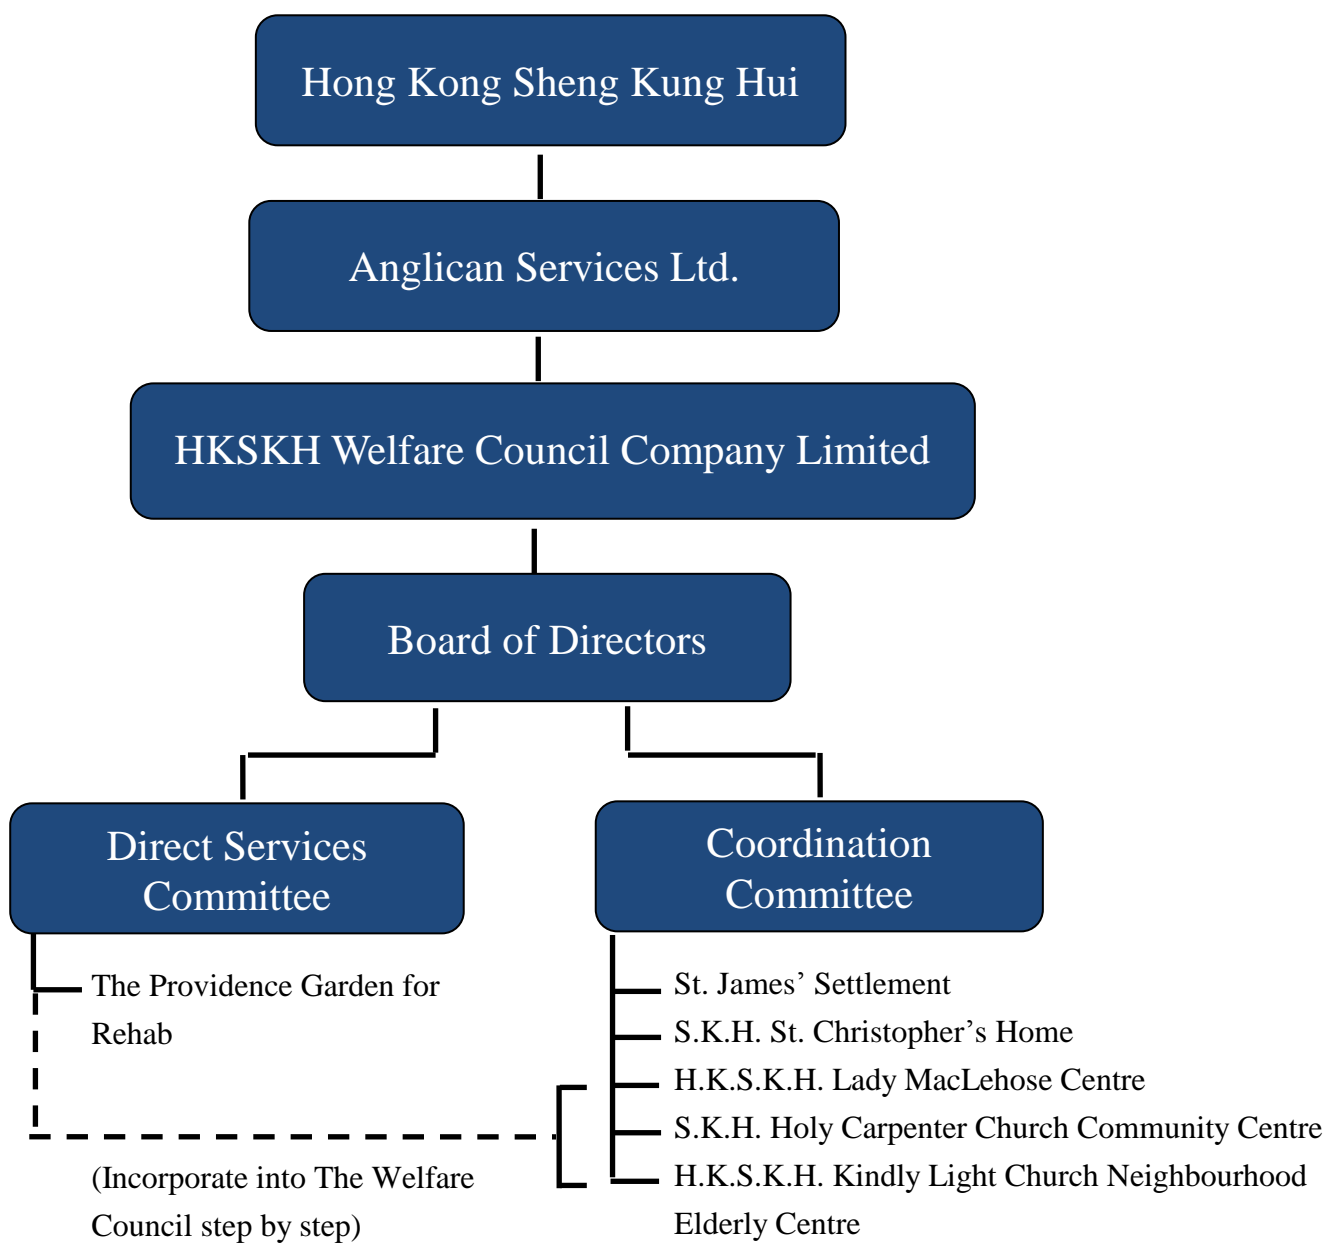 Hong Kong Sheng Kung Hui
Anglican Services Ltd.
HKSKH Welfare Council Company Limited
Board of Directors
Direct Services
Committee
The Providence Garden for
Rehab
(Incorporate into The Welfare
Council step by step)
Coordination
Committee
St. James’ Settlement
S.K.H. St. Christopher’s Home
H.K.S.K.H. Lady MacLehose Centre
S.K.H. Holy Carpenter Church Community Centre
H.K.S.K.H. Kindly Light Church Neighbourhood
Elderly Centre